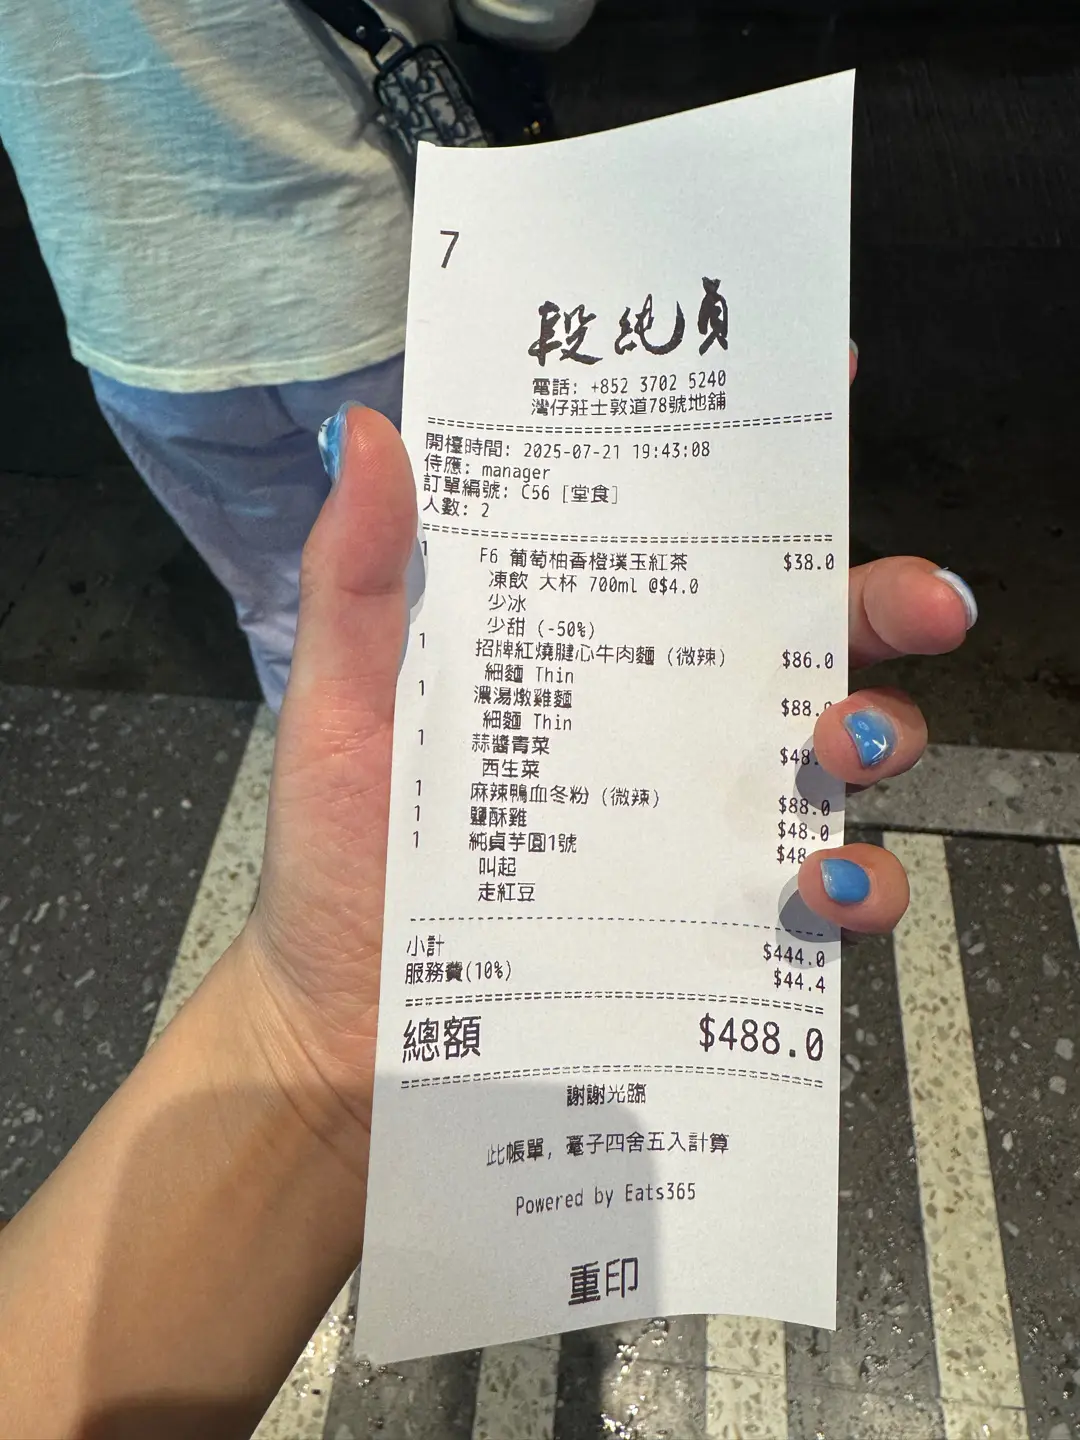 7
段純貞
電話: +852 3702 5240
灣仔莊士敦道78號地舖
開檯時間: 2025-07-21 19:43:08
侍應: manager
訂單編號: C56 [堂食]
人數: 2
1 F6 葡萄柚香橙璞玉紅茶 $38.0
凍飲 大杯 700ml @$4.0
少冰
少甜 (-50%)
1 招牌紅燒腱心牛肉麵 (微辣) $86.0
細麵 Thin
1 濃湯燉雞麵 $88.
細麵 Thin
1 蒜醬青菜 $48.
西生菜
1 麻辣鴨血冬粉 (微辣) $88.0
1 鹽酥雞 $48.0
1 純貞芋圓1號 $48
叫起
走紅豆
小計 $444.0
服務費(10%) $44.4
總額 $488.0
謝謝光臨
此帳單, 毫子四舍五入計算
Powered by Eats365
重印